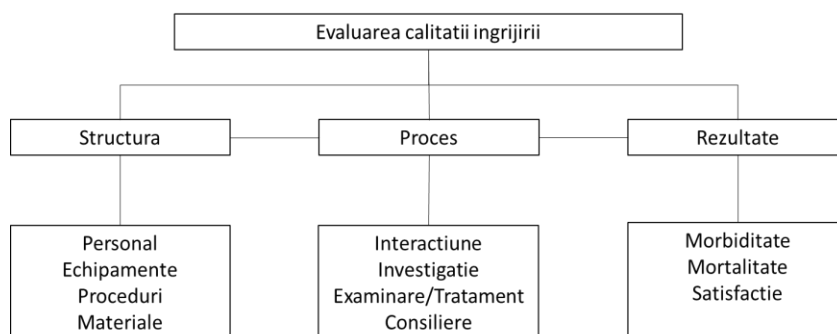 Evaluarea calitatii ingrijirii
Structura
Proces
Rezultate
Personal
Echipamente
Proceduri
Materiale
Interactiune
Investigatie
Examinare/Tratament
Consiliere
Morbiditate
Mortalitate
Satisfactie